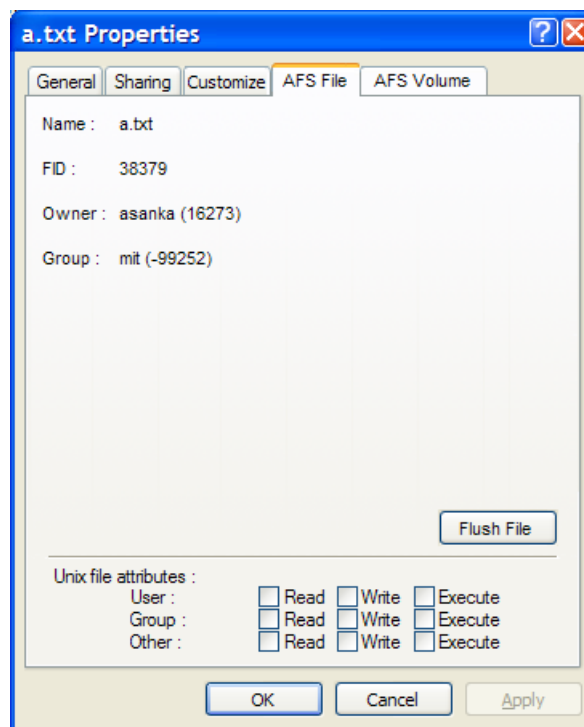 a.txt Properties
General Sharing Customize AFS File AFS Volume
Name : a.txt
FID : 38379
Owner : asanka (16273)
Group : mit (-99252)
Flush File
Unix file attributes :
User : Read Write Execute
Group : Read Write Execute
Other : Read Write Execute
OK Cancel Apply